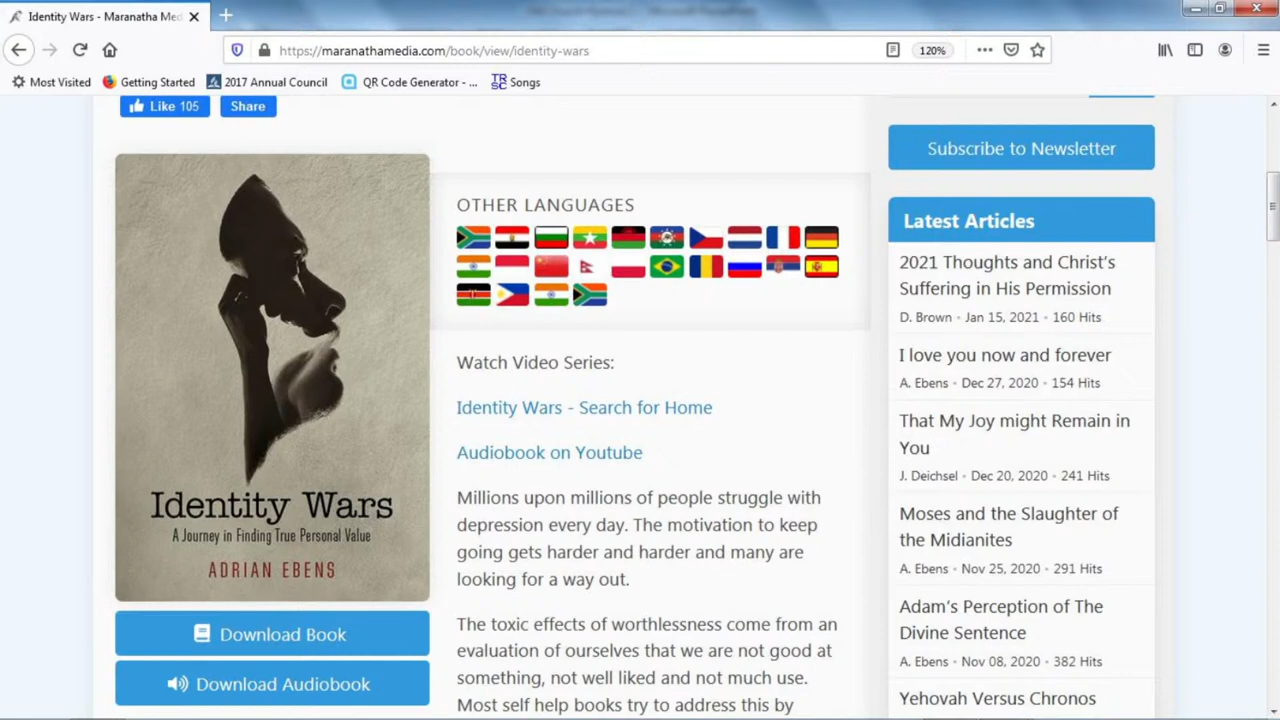 Identity Wars - Maranatha Med
https://maranathamedia.com/book/view/identity-wars
120%
Most Visited
Getting Started
2017 Annual Council
QR Code Generator - ...
TRSC Songs
Like 105
Share
Identity Wars
A Journey in Finding True Personal Value
ADRIAN EBENS
Download Book
Download Audiobook
OTHER LANGUAGES
Watch Video Series:
Identity Wars - Search for Home
Audiobook on Youtube
Millions upon millions of people struggle with
depression every day. The motivation to keep
going gets harder and harder and many are
looking for a way out.
The toxic effects of worthlessness come from an
evaluation of ourselves that we are not good at
something, not well liked and not much use.
Most self help books try to address this by
Subscribe to Newsletter
Latest Articles
2021 Thoughts and Christ's
Suffering in His Permission
D. Brown • Jan 15, 2021 • 160 Hits
I love you now and forever
A. Ebens • Dec 27, 2020 • 154 Hits
That My Joy might Remain in
You
J. Deichsel • Dec 20, 2020 • 241 Hits
Moses and the Slaughter of
the Midianites
A. Ebens • Nov 25, 2020 • 291 Hits
Adam's Perception of The
Divine Sentence
A. Ebens • Nov 08, 2020 • 382 Hits
Yehovah Versus Chronos